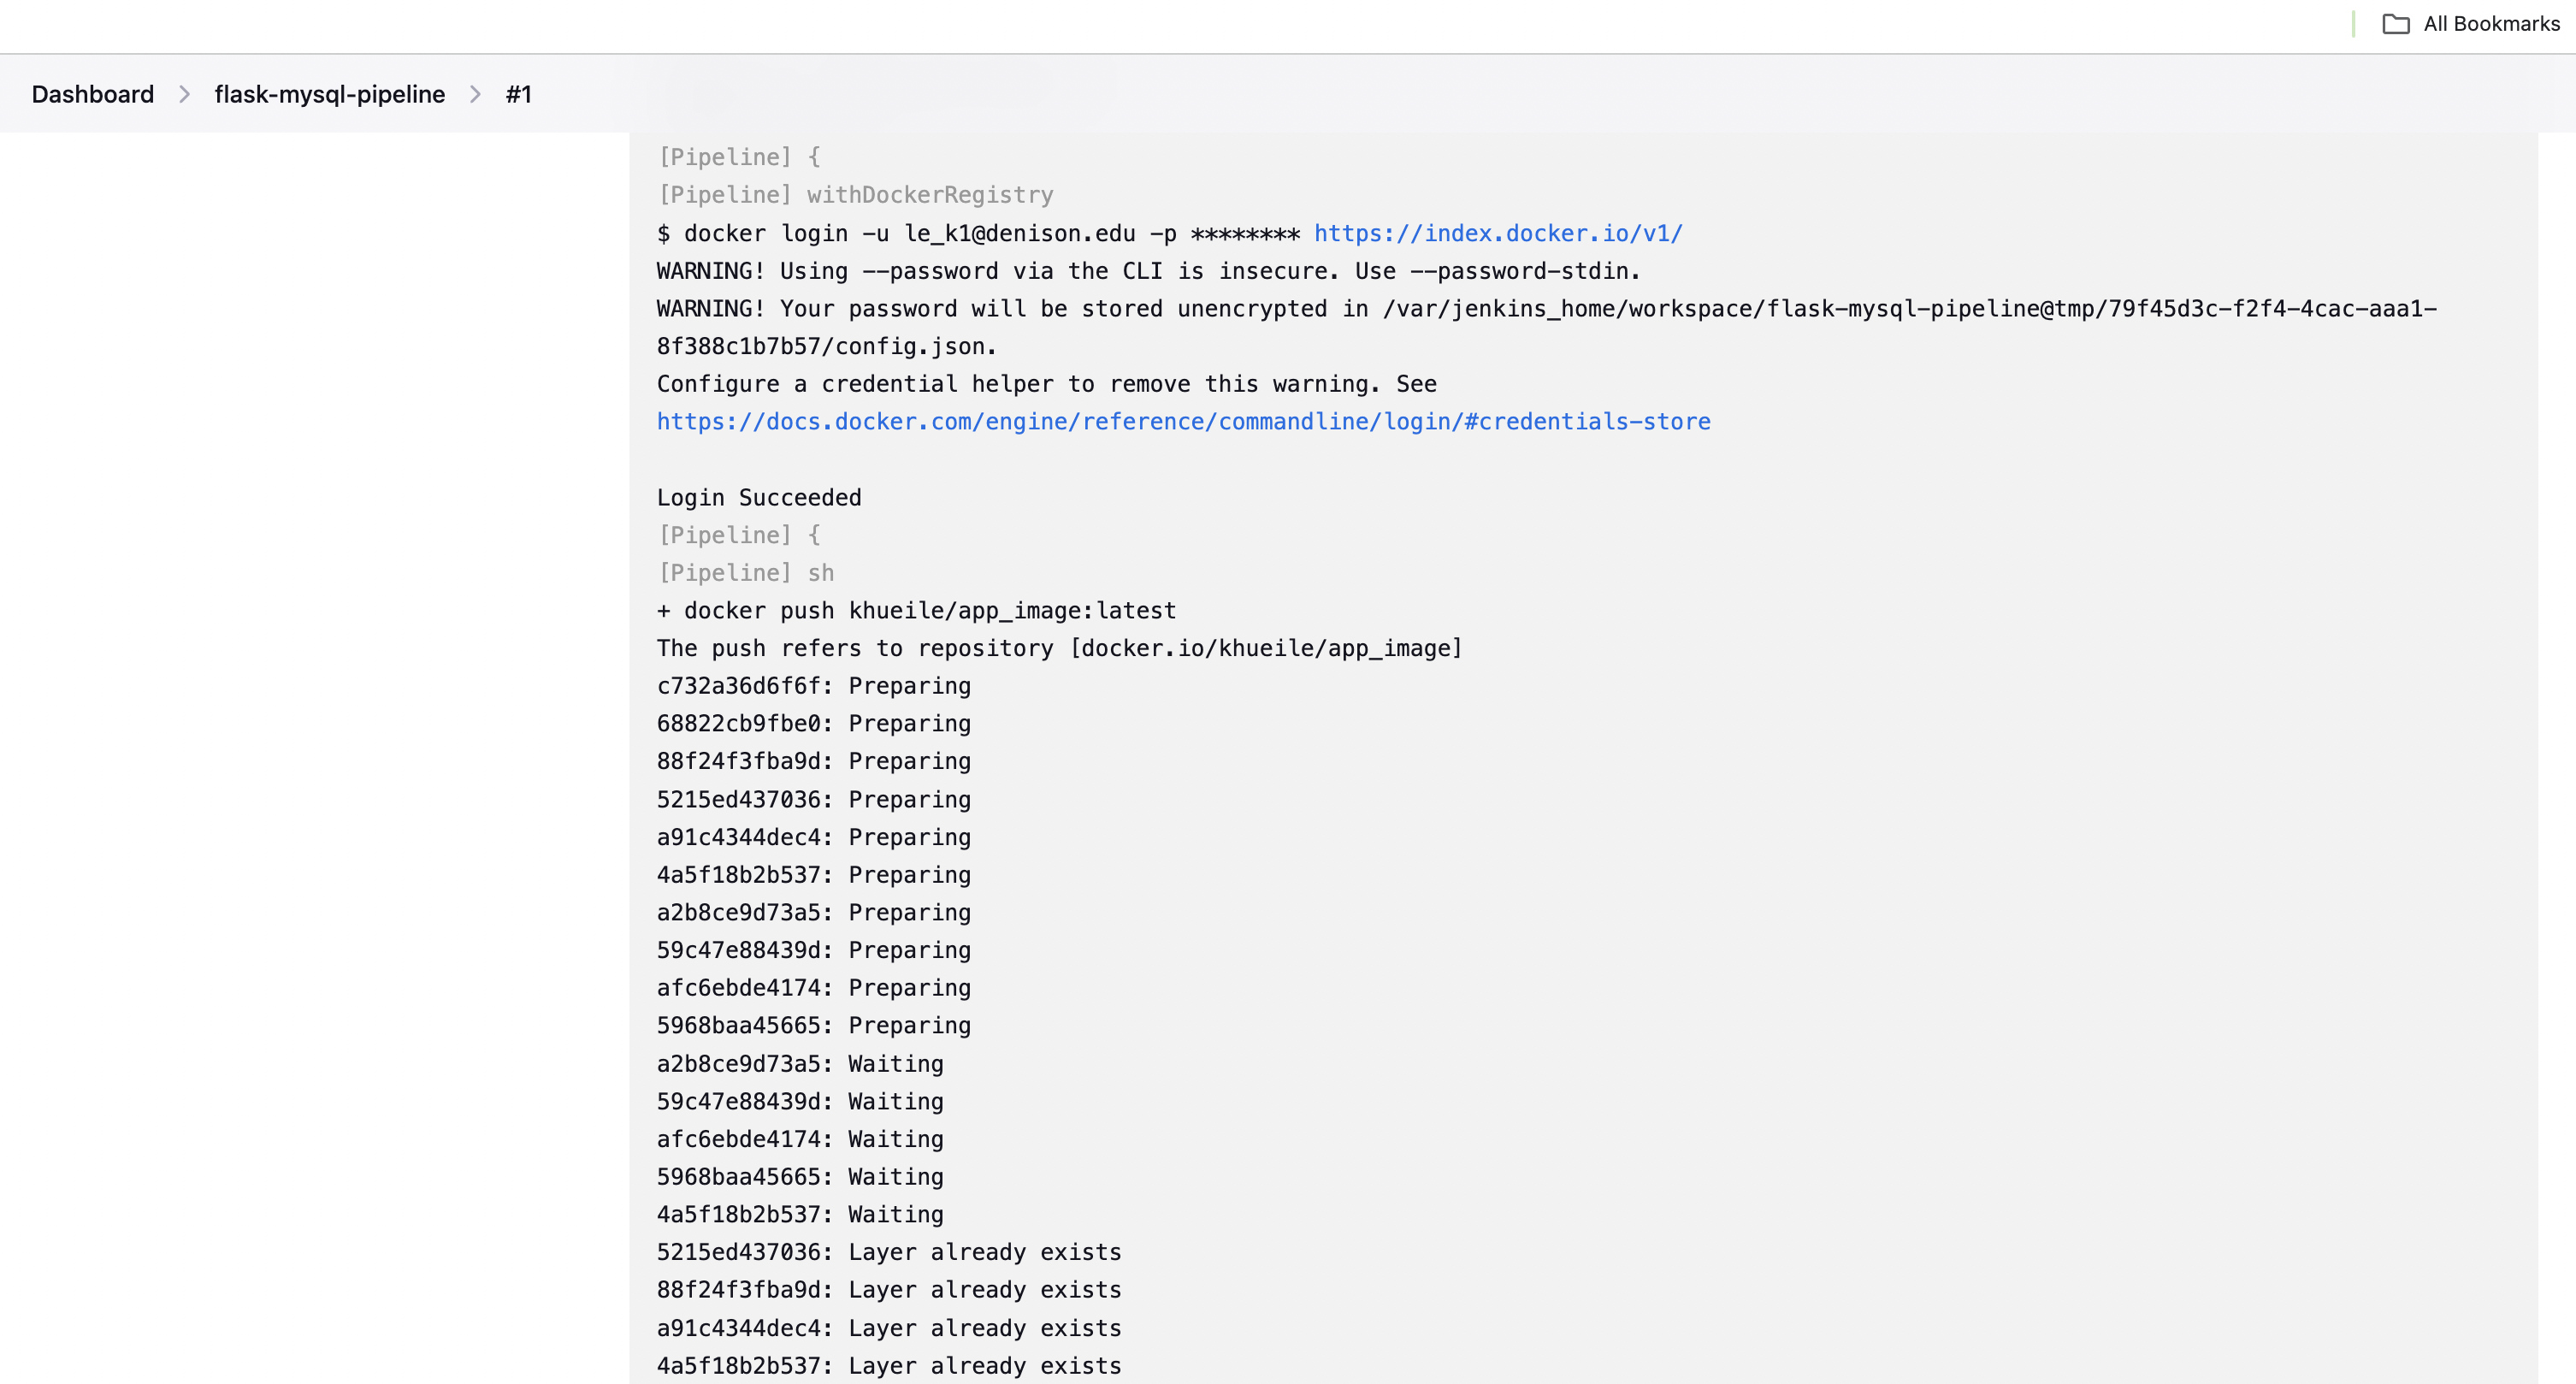 All Bookmarks
Dashboard > flask-mysql-pipeline > #1
[Pipeline] {
[Pipeline] withDockerRegistry
$ docker login -u le_k1@denison.edu -p ******** https://index.docker.io/v1/
WARNING! Using --password via the CLI is insecure. Use --password-stdin.
WARNING! Your password will be stored unencrypted in /var/jenkins_home/workspace/flask-mysql-pipeline@tmp/79f45d3c-f2f4-4cac-aaa1-
8f388c1b7b57/config.json.
Configure a credential helper to remove this warning. See
https://docs.docker.com/engine/reference/commandline/login/#credentials-store
Login Succeeded
[Pipeline] {
[Pipeline] sh
+ docker push khueile/app_image:latest
The push refers to repository [docker.io/khueile/app_image]
c732a36d6f6f: Preparing
68822cb9fbe0: Preparing
88f24f3fba9d: Preparing
5215ed437036: Preparing
a91c4344dec4: Preparing
4a5f18b2b537: Preparing
a2b8ce9d73a5: Preparing
59c47e88439d: Preparing
afc6ebde4174: Preparing
5968baa45665: Preparing
a2b8ce9d73a5: Waiting
59c47e88439d: Waiting
afc6ebde4174: Waiting
5968baa45665: Waiting
4a5f18b2b537: Waiting
5215ed437036: Layer already exists
88f24f3fba9d: Layer already exists
a91c4344dec4: Layer already exists
4a5f18b2b537: Layer already exists